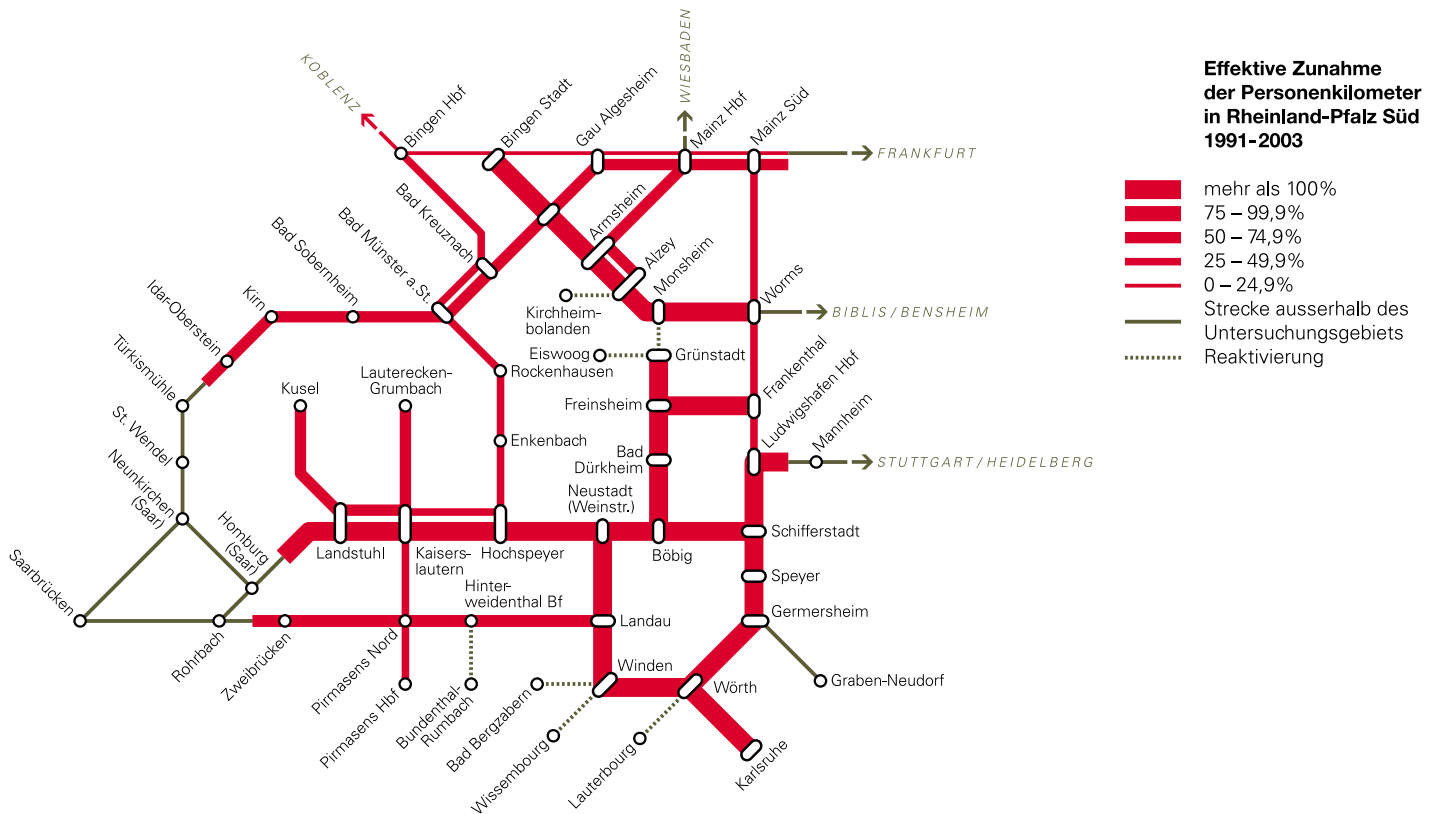 KOBLENZ
Bingen Hbf
Bingen Stadt
Gau Algesheim
WIESBADEN
Mainz Hbf
Mainz Süd
FRANKFURT
Bad Kreuznach
Bad Münster a.St.
Armsheim
Alzey
Monsheim
Worms
BIBLIS/BENSHEIM
Kirchheim-
bolanden
Bad Sobernheim
Kirn
Idar-Oberstein
Türkismühle
St. Wendel
Neunkirchen
(Saar)
Homburg
(Saar)
Saarbrücken
Rohrbach
Zweibrücken
Kusel
Lauterecken-
Grumbach
Rockenhausen
Enkenbach
Eiswoog
Grünstadt
Freinsheim
Frankenthal
Ludwigshafen Hbf
Mannheim
STUTTGART/HEIDELBERG
Bad
Dürkheim
Neustadt
(Weinstr.)
Landstuhl
Kaisers-
lautern
Hochspeyer
Böbig
Schifferstadt
Speyer
Germersheim
Graben-Neudorf
Hinter-
weidenthal Bf
Landau
Winden
Wörth
Karlsruhe
Pirmasens Nord
Pirmasens Hbf
Bundenthal-
Rumbach
Bad Bergzabern
Wissembourg
Lauterbourg
Effektive Zunahme
der Personenkilometer
in Rheinland-Pfalz Süd
1991-2003
mehr als 100%
75 – 99,9%
50 – 74,9%
25 – 49,9%
0 – 24,9%
Strecke ausserhalb des
Untersuchungsgebiets
Reaktivierung